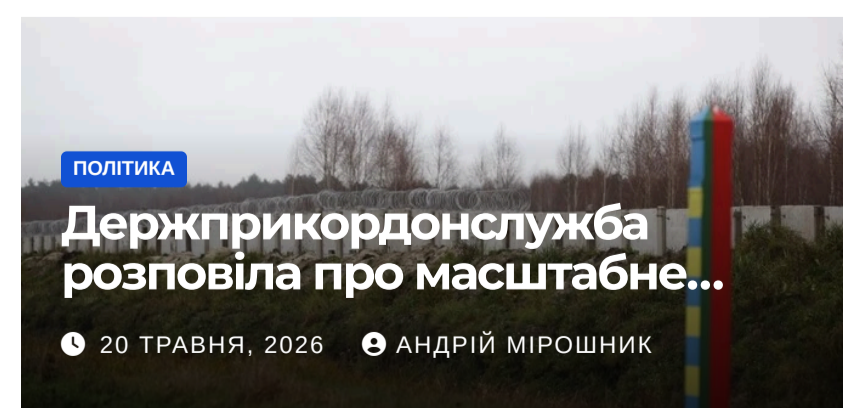 ПОЛІТИКА
Держприкордонслужба
розповіла про масштабне...
20 ТРАВНЯ, 2026 АНДРІЙ МІРОШНИК